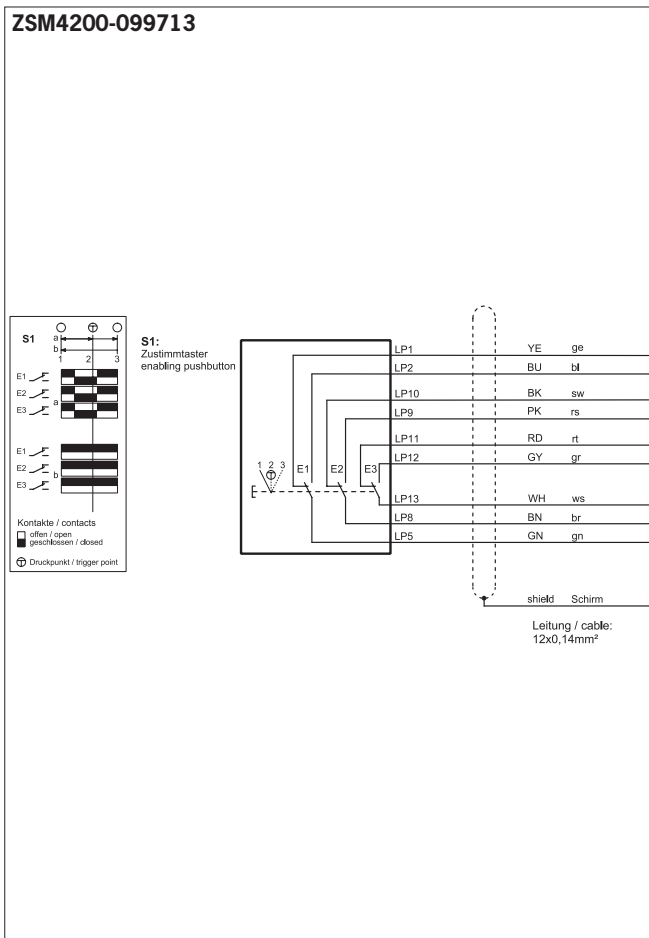 ZSM4200-099713
S1
a
b
1 2 3
E1
E2
a
E3
E1
E2
b
E3
Kontakte / contacts
offen / open
geschlossen / closed
Druckpunkt / trigger point
S1:
Zustimmtaster
enabling pushbutton
1 2 3
E1 E2 E3
LP1 YE ge
LP2 BU bl
LP10 BK sw
LP9 PK rs
LP11 RD rt
LP12 GY gr
LP13 WH ws
LP8 BN br
LP5 GN gn
shield Schirm
Leitung / cable:
12x0,14mm²